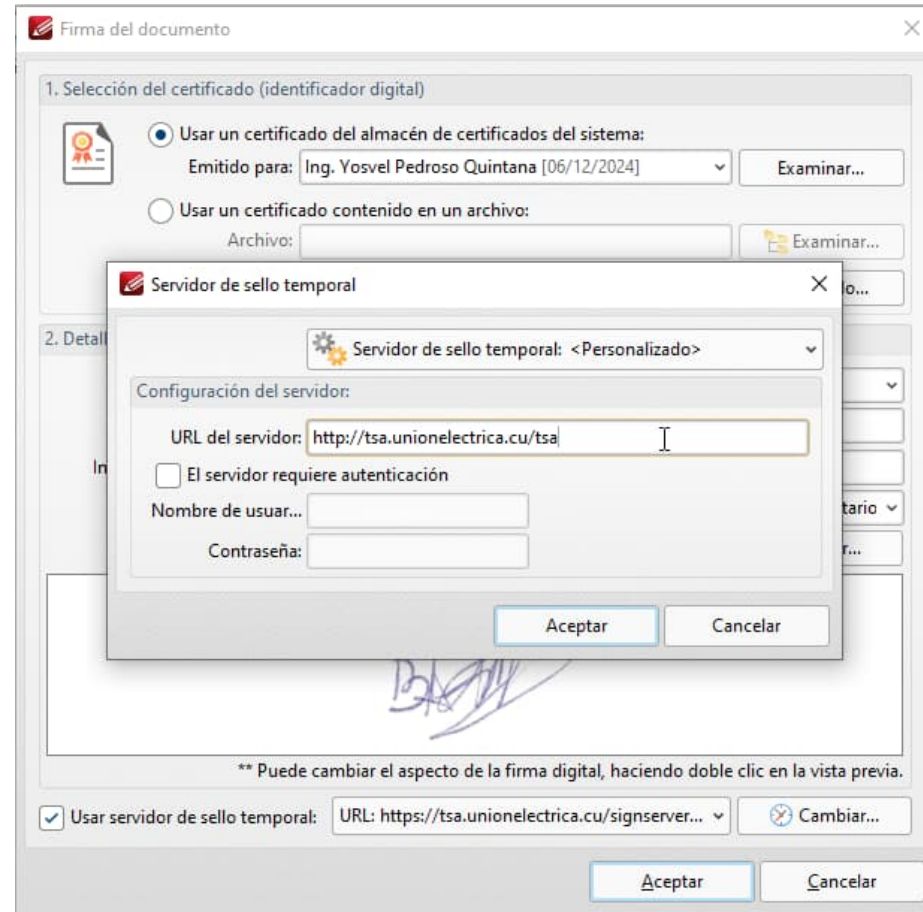 Firma del documento
1. Selección del certificado (identificador digital)
Usar un certificado del almacén de certificados del sistema:
Emitido para: Ing. Yosvel Pedroso Quintana [06/12/2024] Examinar...
Usar un certificado contenido en un archivo:
Archivo: Examinar...
Servidor de sello temporal
2.
Servidor de sello temporal: <Personalizado>
Configuración del servidor:
URL del servidor: http://tsa.unionelectrica.cu/tsa
El servidor requiere autenticación
Nombre de usuar...
Contraseña:
Aceptar Cancelar
** Puede cambiar el aspecto de la firma digital, haciendo doble clic en la vista previa.
Usar servidor de sello temporal: URL: https://tsa.unionelectrica.cu/signserver... Cambiar...
Aceptar Cancelar